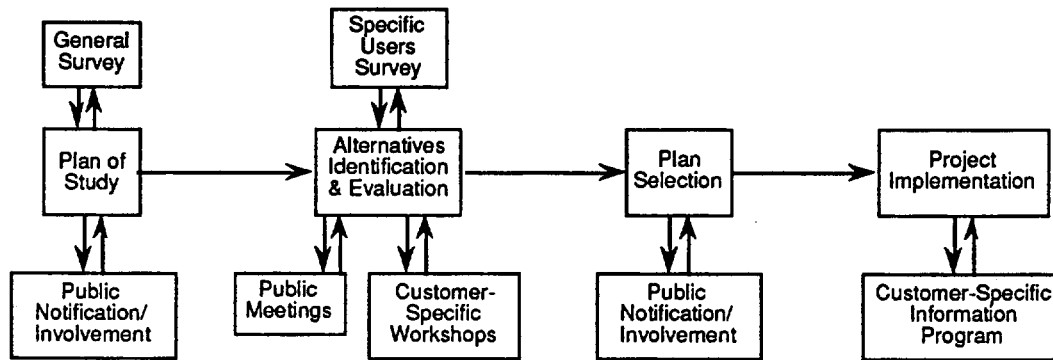 General
Survey
Specific
Users
Survey
Plan of
Study
Alternatives
Identification
& Evaluation
Plan
Selection
Project
Implementation
Public
Notification/
Involvement
Public
Meetings
Customer-
Specific
Workshops
Public
Notification/
Involvement
Customer-Specific
Information
Program